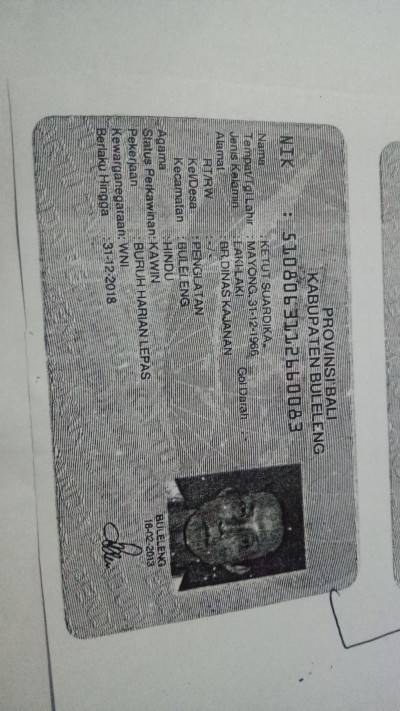 PROVINSI BALI
KABUPATEN BULELENG
NIK : 5108063112660083
Nama : KETUT SUARDIKA,
Tempat/Tgl Lahir : MAYONG, 31-12-1966
Jenis Kelamin : LAKI-LAKI Gol Darah : -
Alamat : BR.DINAS KAJANAN
RT/RW : -/-
Kel/Desa : PENGLATAN
Kecamatan : BULELENG
Agama : HINDU
Status Perkawinan: KAWIN
Pekerjaan : BURUH HARIAN LEPAS
Kewarganegaraan: WNI
Berlaku Hingga : 31-12-2018
BULELENG
16-02-2013